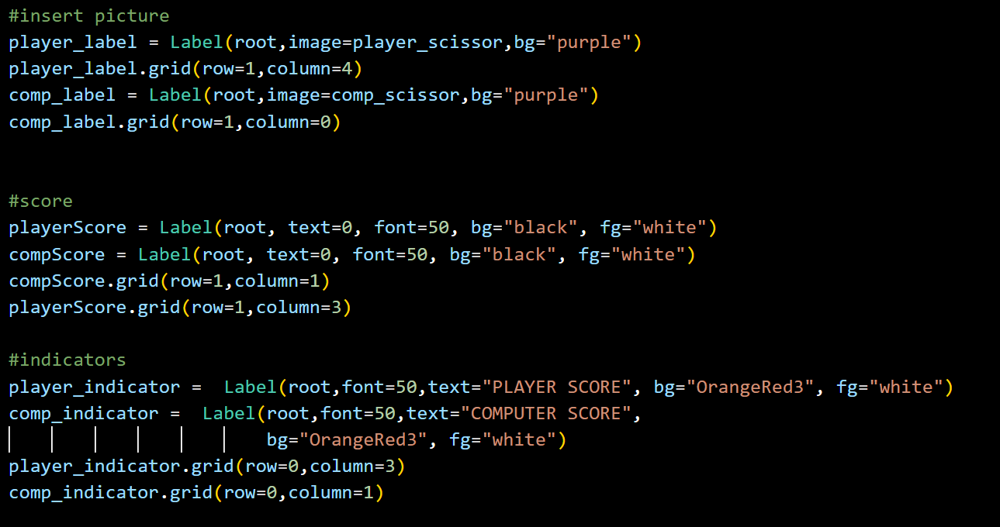 #insert picture
player_label = Label(root,image=player_scissor,bg="purple")
player_label.grid(row=1,column=4)
comp_label = Label(root,image=comp_scissor,bg="purple")
comp_label.grid(row=1,column=0)
#score
playerScore = Label(root, text=0, font=50, bg="black", fg="white")
compScore = Label(root, text=0, font=50, bg="black", fg="white")
compScore.grid(row=1,column=1)
playerScore.grid(row=1,column=3)
#indicators
player_indicator =  Label(root,font=50,text="PLAYER SCORE", bg="OrangeRed3", fg="white")
comp_indicator =  Label(root,font=50,text="COMPUTER SCORE",
                        bg="OrangeRed3", fg="white")
player_indicator.grid(row=0,column=3)
comp_indicator.grid(row=0,column=1)